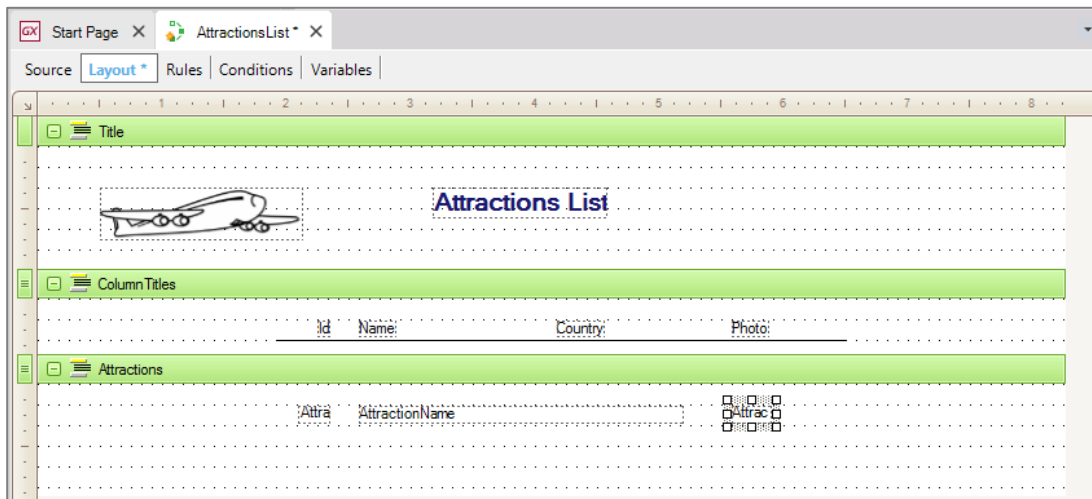 GX Start Page AttractionsList *
Source Layout * Rules Conditions Variables
1 2 3 4 5 6 7 8
Title
Attractions List
ColumnTitles
Id Name Country Photo
Attractions
Attra AttractionName Attrac